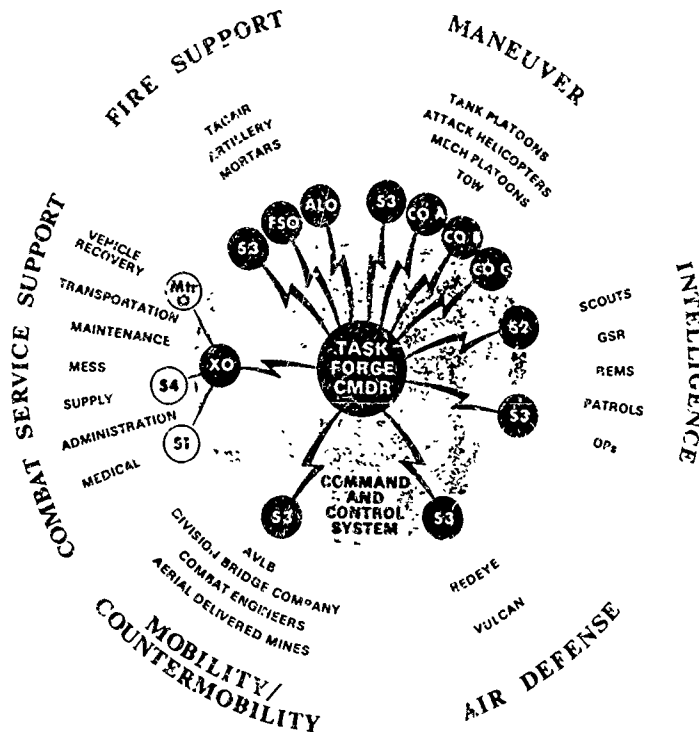 FIRE SUPPORT
TACAIR
ARTILLERY
MORTARS
MANEUVER
TANK PLATOONS
ATTACK HELICOPTERS
MECH PLATOONS
TOW
INTELLIGENCE
SCOUTS
GSR
REMS
PATROLS
OPs
AIR DEFENSE
REDEYE
VULCAN
MOBILITY/
COUNTERMOBILITY
AVLB
DIVISION BRIDGE COMPANY
COMBAT ENGINEERS
AERIAL DELIVERED MINES
COMBAT SERVICE SUPPORT
VEHICLE
RECOVERY
TRANSPORTATION
MAINTENANCE
MESS
SUPPLY
ADMINISTRATION
MEDICAL
S3
FSO
ALO
S3
CO A
CO B
CO C
S2
S3
S3
S3
XO
Mtr
S4
S1
TASK
FORCE
CMDR
COMMAND
AND
CONTROL
SYSTEM